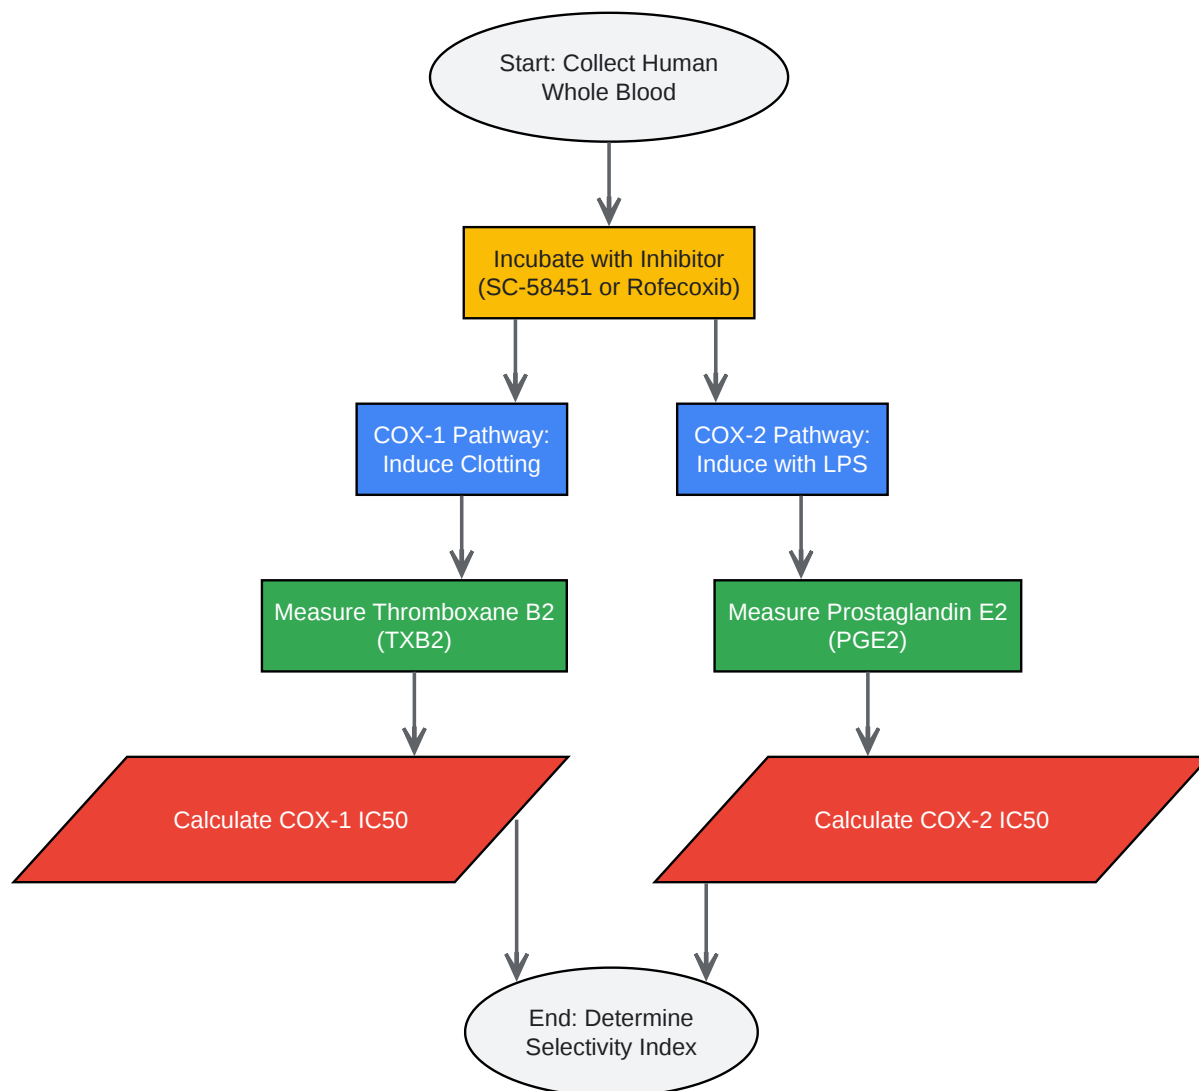 Start: Collect Human
Whole Blood
Incubate with Inhibitor
(SC-58451 or Rofecoxib)
COX-1 Pathway:
Induce Clotting
COX-2 Pathway:
Induce with LPS
Measure Thromboxane B2
(TXB2)
Measure Prostaglandin E2
(PGE2)
Calculate COX-1 IC50
Calculate COX-2 IC50
End: Determine
Selectivity Index